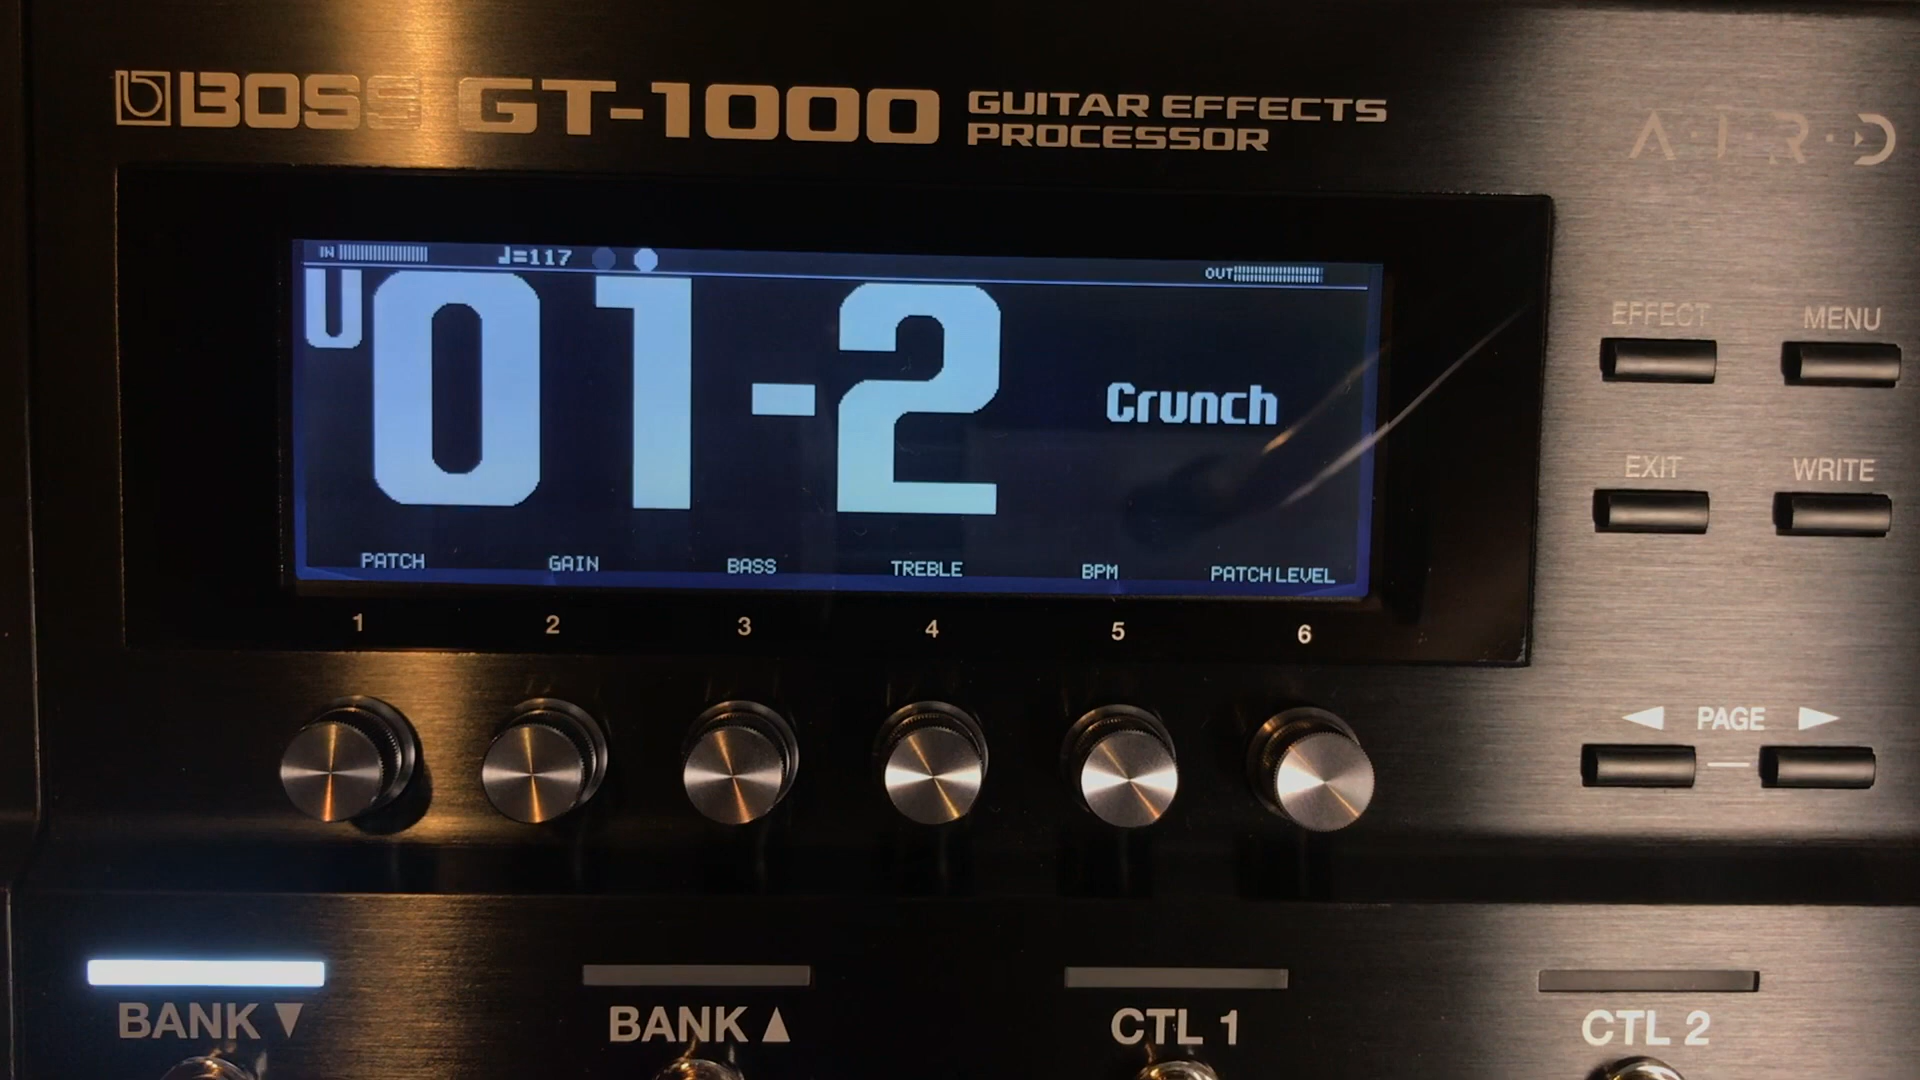 BOSS GT-1000 GUITAR EFFECTS
PROCESSOR
A·I·R·D
IN ♩=117 OUT
U01-2 Crunch
PATCH GAIN BASS TREBLE BPM PATCH LEVEL
1 2 3 4 5 6
EFFECT MENU
EXIT WRITE
◀ PAGE ▶
BANK ▼ BANK ▲ CTL 1 CTL 2